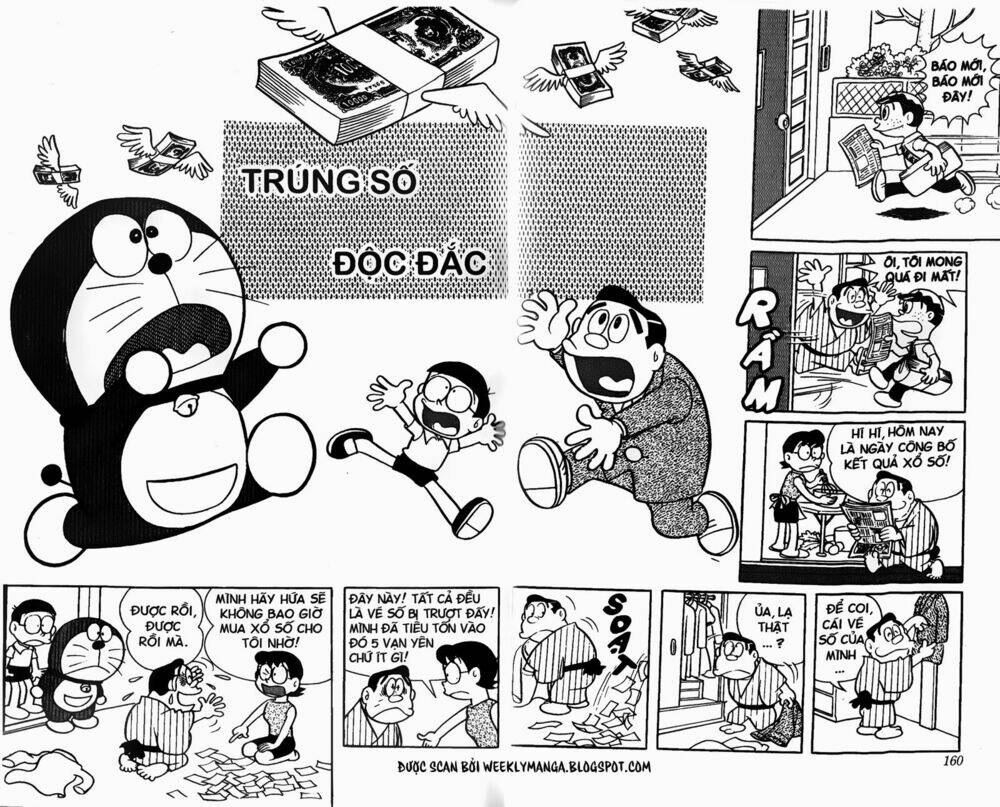 TRÚNG SỐ
ĐỘC ĐẮC
BÁO MỚI,
BÁO MỚI
ĐÂY!
ÔI, TÔI MONG
QUÁ ĐI MẤT!
RẦM
HÌ HÌ, HÔM NAY
LÀ NGÀY CÔNG BỐ
KẾT QUẢ XỔ SỐ!
ĐỂ COI,
CÁI VÉ
SỐ CỦA
MÌNH
...
ỦA, LẠ
THẬT
...?
SOẠT
ĐÂY NÀY! TẤT CẢ ĐỀU
LÀ VÉ SỐ BỊ TRƯỢT ĐẤY!
MÌNH ĐÃ TIÊU TỐN VÀO
ĐÓ 5 VẠN YÊN
CHỨ ÍT GÌ!
MÌNH HÃY HỨA SẼ
KHÔNG BAO GIỜ
MUA XỔ SỐ CHO
TÔI NHỜ!
ĐƯỢC RỒI,
ĐƯỢC
RỒI MÀ.
160
ĐƯỢC SCAN BỞI WEEKLYMANGA.BLOGSPOT.COM